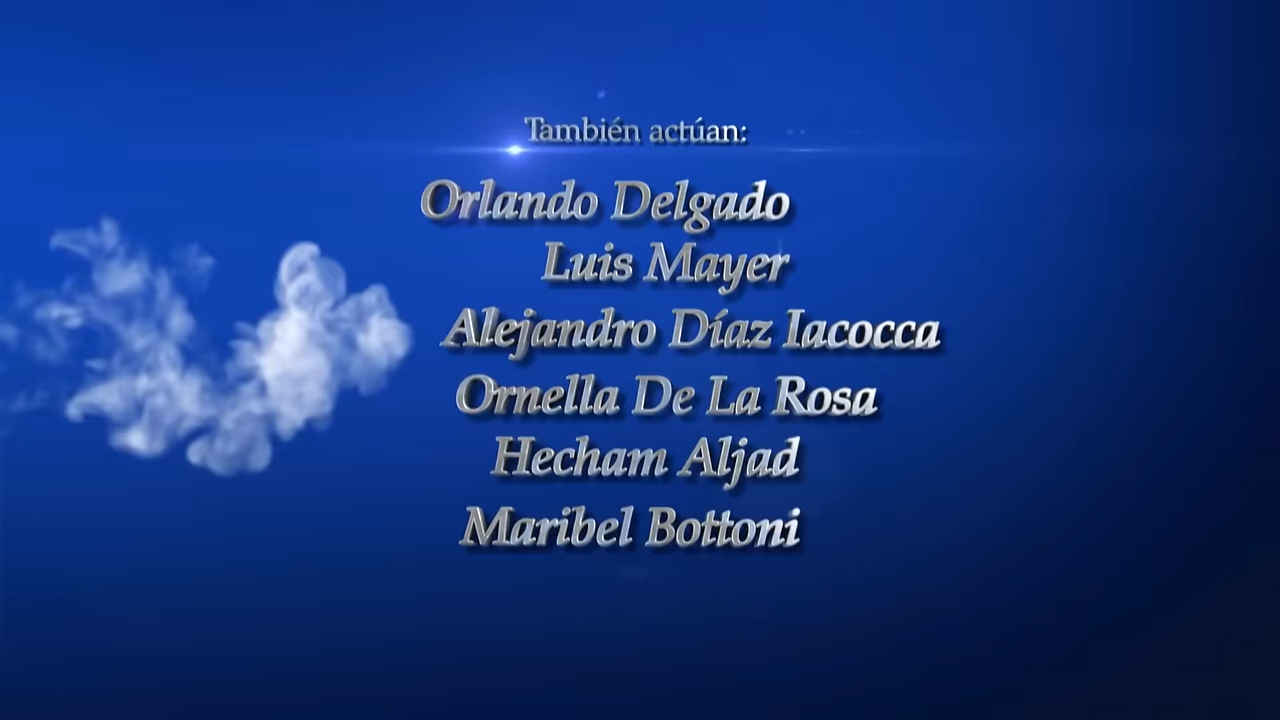 También actúan:
Orlando Delgado
Luis Mayer
Alejandro Díaz Iacocca
Ornella De La Rosa
Hecham Aljad
Maribel Bottoni